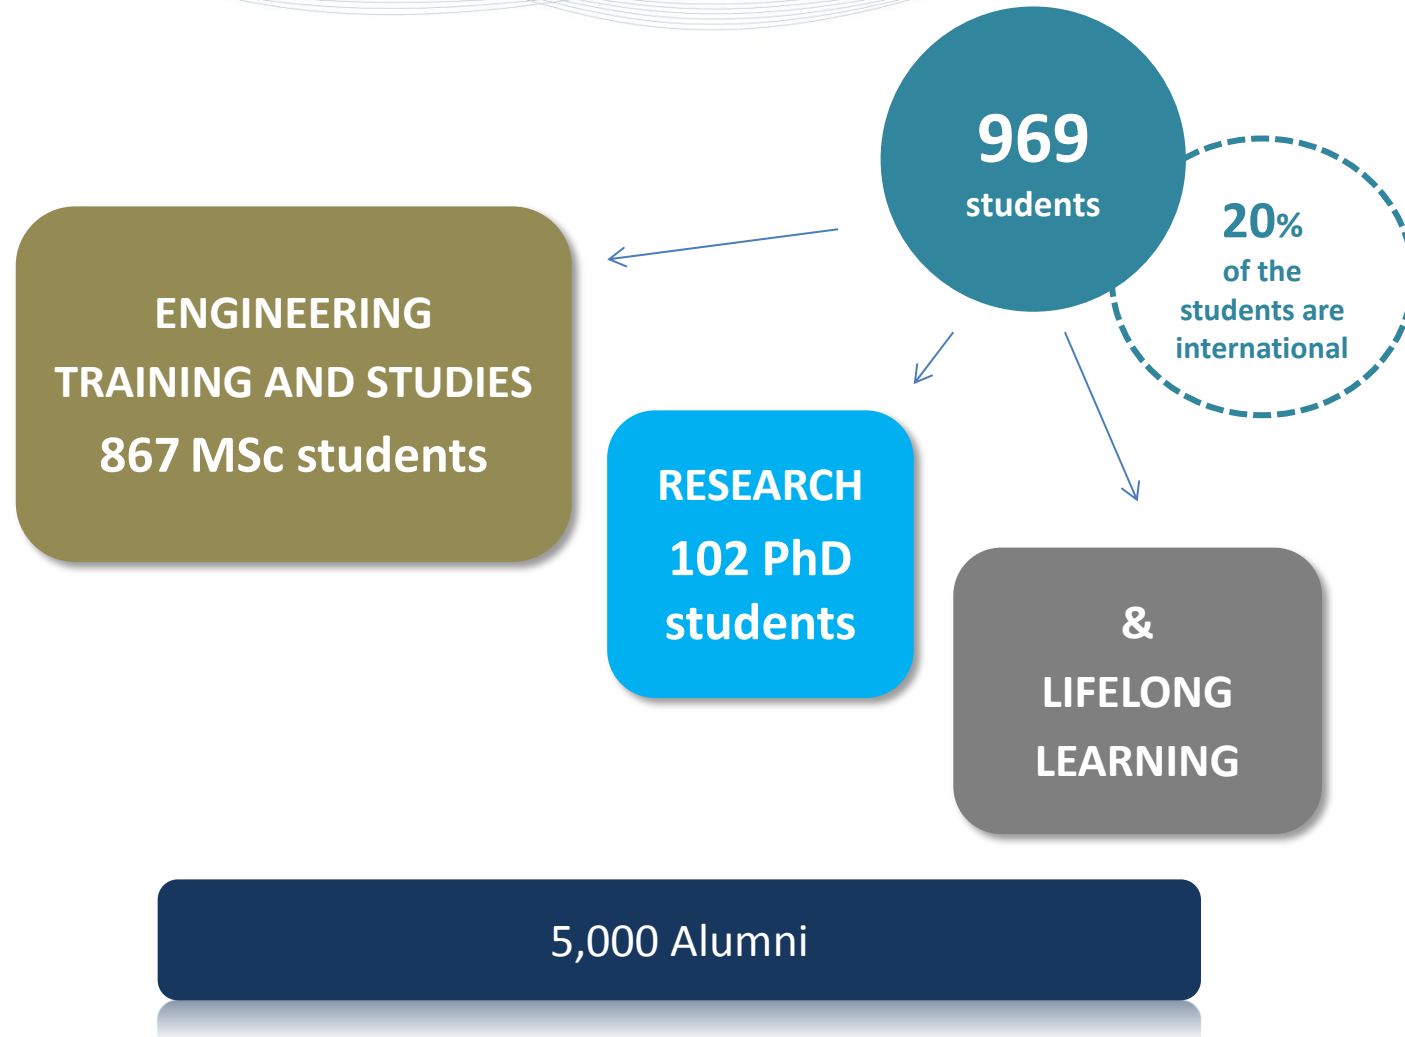 969
students
20%
of the
students are
international
ENGINEERING
TRAINING AND STUDIES
867 MSc students
RESEARCH
102 PhD
students
&
LIFELONG
LEARNING
5,000 Alumni